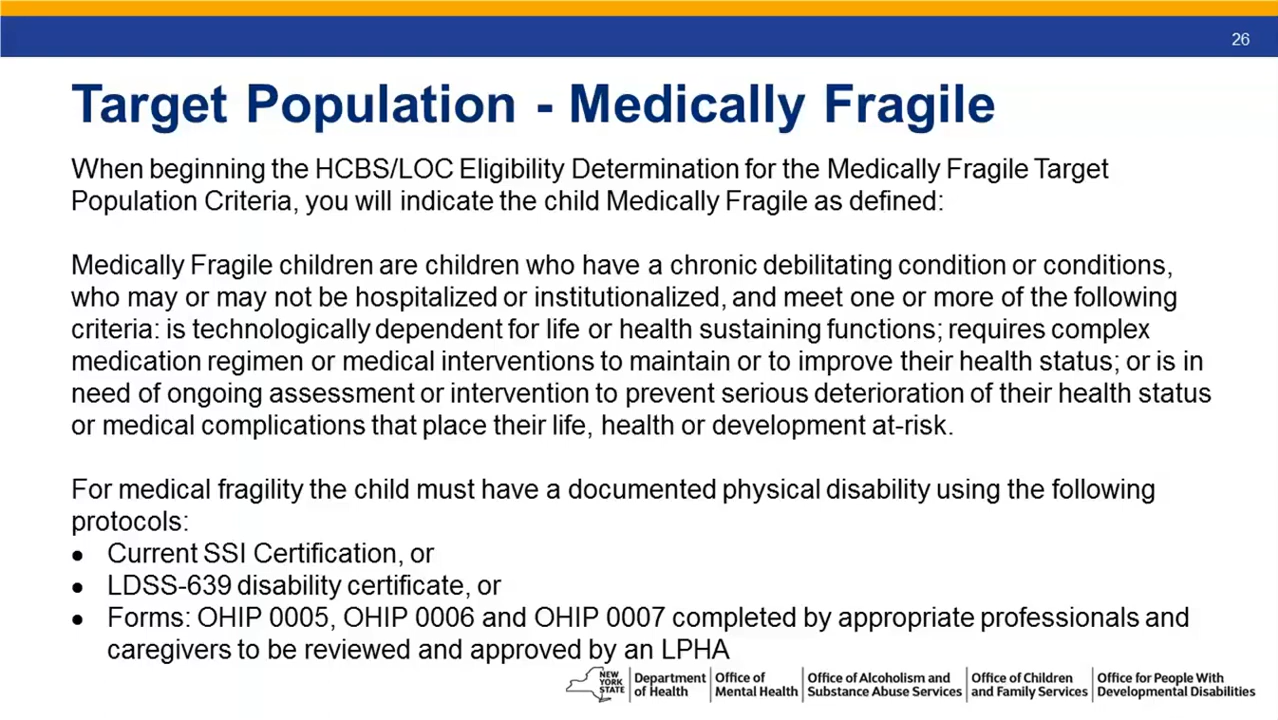 26
Target Population - Medically Fragile
When beginning the HCBS/LOC Eligibility Determination for the Medically Fragile Target
Population Criteria, you will indicate the child Medically Fragile as defined:
Medically Fragile children are children who have a chronic debilitating condition or conditions,
who may or may not be hospitalized or institutionalized, and meet one or more of the following
criteria: is technologically dependent for life or health sustaining functions; requires complex
medication regimen or medical interventions to maintain or to improve their health status; or is in
need of ongoing assessment or intervention to prevent serious deterioration of their health status
or medical complications that place their life, health or development at-risk.
For medical fragility the child must have a documented physical disability using the following
protocols:
• Current SSI Certification, or
• LDSS-639 disability certificate, or
• Forms: OHIP 0005, OHIP 0006 and OHIP 0007 completed by appropriate professionals and
caregivers to be reviewed and approved by an LPHA
NEW
YORK
STATE
Department
of Health
Office of
Mental Health
Office of Alcoholism and
Substance Abuse Services
Office of Children
and Family Services
Office for People With
Developmental Disabilities